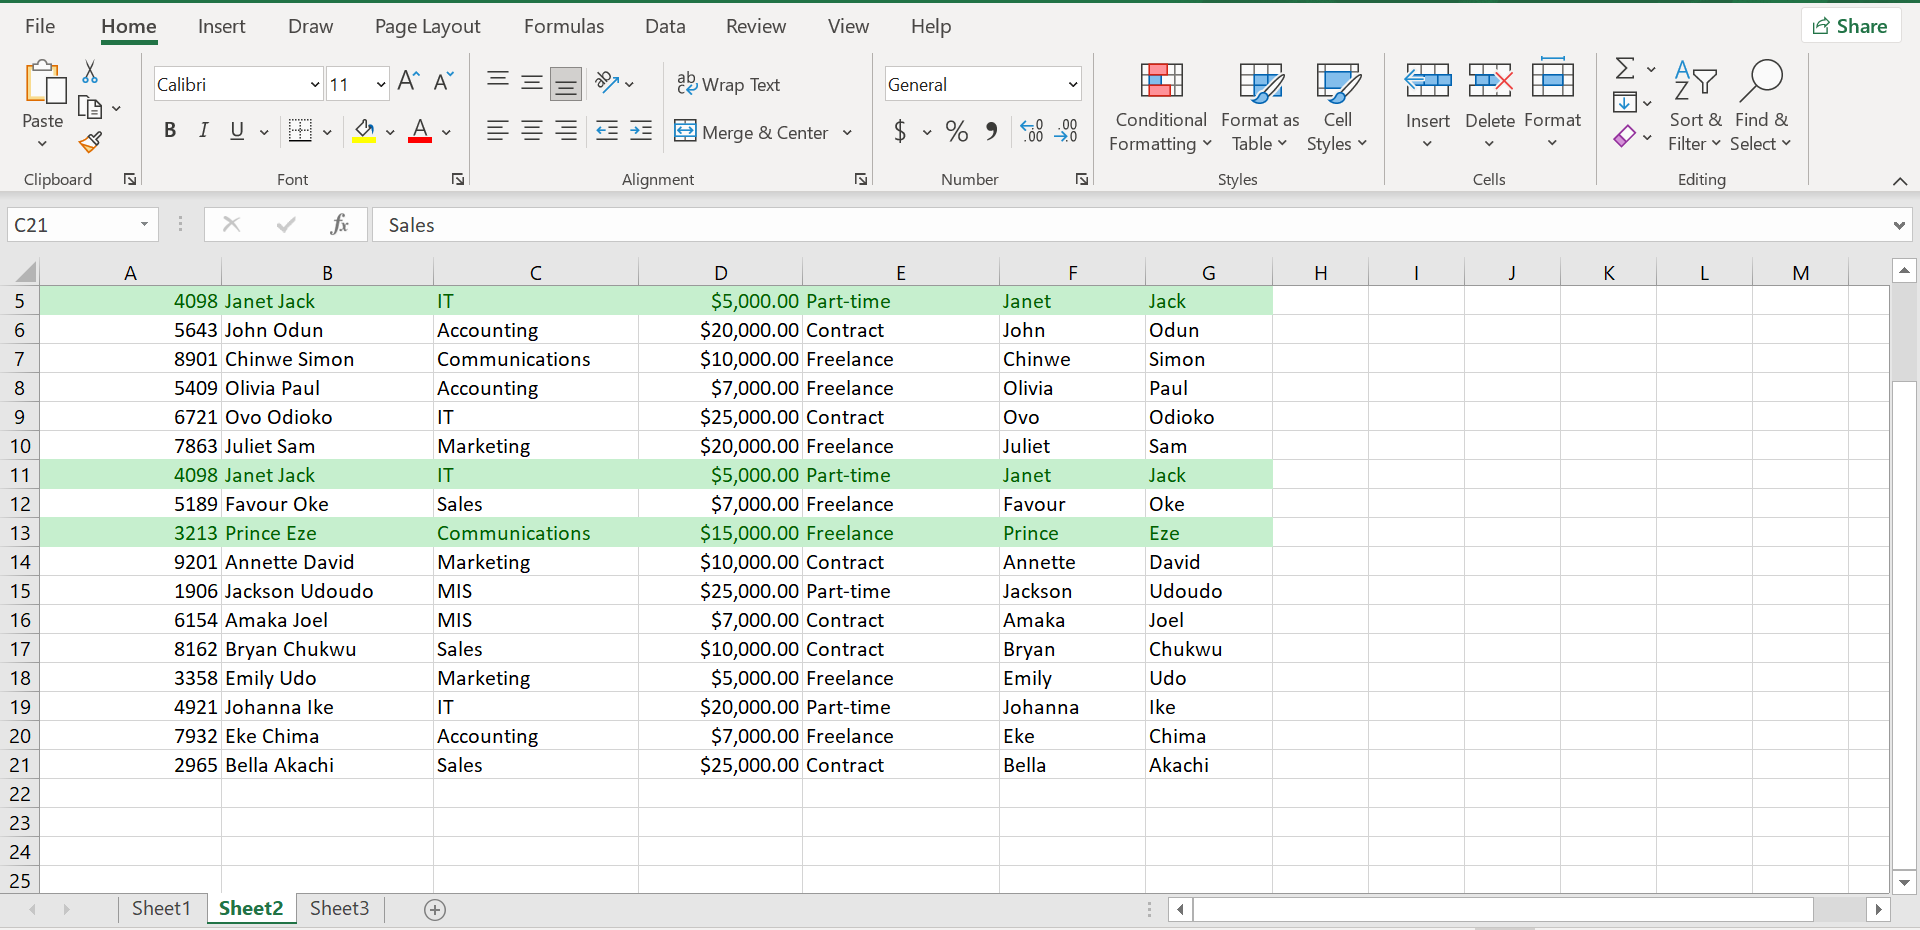 File Home Insert Draw Page Layout Formulas Data Review View Help Share
Calibri 11 ab Wrap Text General
Paste B I U A Merge & Center $ % Conditional Formatting Format as Table Cell Styles Insert Delete Format Sort & Filter Find & Select
Clipboard Font Alignment Number Styles Cells Editing
C21 fx Sales
A B C D E F G H I J K L M
5 4098 Janet Jack IT $5,000.00 Part-time Janet Jack
6 5643 John Odun Accounting $20,000.00 Contract John Odun
7 8901 Chinwe Simon Communications $10,000.00 Freelance Chinwe Simon
8 5409 Olivia Paul Accounting $7,000.00 Freelance Olivia Paul
9 6721 Ovo Odioko IT $25,000.00 Contract Ovo Odioko
10 7863 Juliet Sam Marketing $20,000.00 Freelance Juliet Sam
11 4098 Janet Jack IT $5,000.00 Part-time Janet Jack
12 5189 Favour Oke Sales $7,000.00 Freelance Favour Oke
13 3213 Prince Eze Communications $15,000.00 Freelance Prince Eze
14 9201 Annette David Marketing $10,000.00 Contract Annette David
15 1906 Jackson Udoudo MIS $25,000.00 Part-time Jackson Udoudo
16 6154 Amaka Joel MIS $7,000.00 Contract Amaka Joel
17 8162 Bryan Chukwu Sales $10,000.00 Contract Bryan Chukwu
18 3358 Emily Udo Marketing $5,000.00 Freelance Emily Udo
19 4921 Johanna Ike IT $20,000.00 Part-time Johanna Ike
20 7932 Eke Chima Accounting $7,000.00 Freelance Eke Chima
21 2965 Bella Akachi Sales $25,000.00 Contract Bella Akachi
22
23
24
25
Sheet1 Sheet2 Sheet3